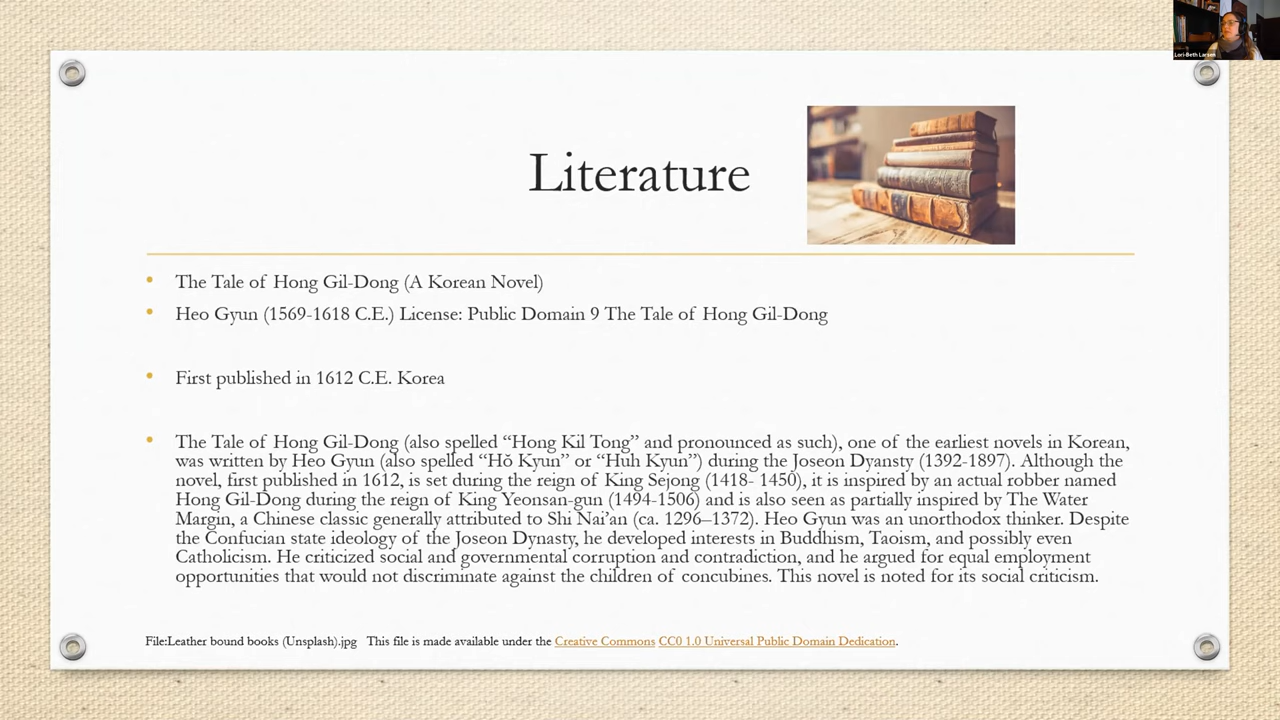 Lori-Beth Larsen
Literature
• The Tale of Hong Gil-Dong (A Korean Novel)
• Heo Gyun (1569-1618 C.E.) License: Public Domain 9 The Tale of Hong Gil-Dong
• First published in 1612 C.E. Korea
• The Tale of Hong Gil-Dong (also spelled “Hong Kil Tong” and pronounced as such), one of the earliest novels in Korean,
was written by Heo Gyun (also spelled “Hŏ Kyun” or “Huh Kyun”) during the Joseon Dyansty (1392-1897). Although the
novel, first published in 1612, is set during the reign of King Sejong (1418- 1450), it is inspired by an actual robber named
Hong Gil-Dong during the reign of King Yeonsan-gun (1494-1506) and is also seen as partially inspired by The Water
Margin, a Chinese classic generally attributed to Shi Nai’an (ca. 1296–1372). Heo Gyun was an unorthodox thinker. Despite
the Confucian state ideology of the Joseon Dynasty, he developed interests in Buddhism, Taoism, and possibly even
Catholicism. He criticized social and governmental corruption and contradiction, and he argued for equal employment
opportunities that would not discriminate against the children of concubines. This novel is noted for its social criticism.
File:Leather bound books (Unsplash).jpg This file is made available under the Creative Commons CC0 1.0 Universal Public Domain Dedication.